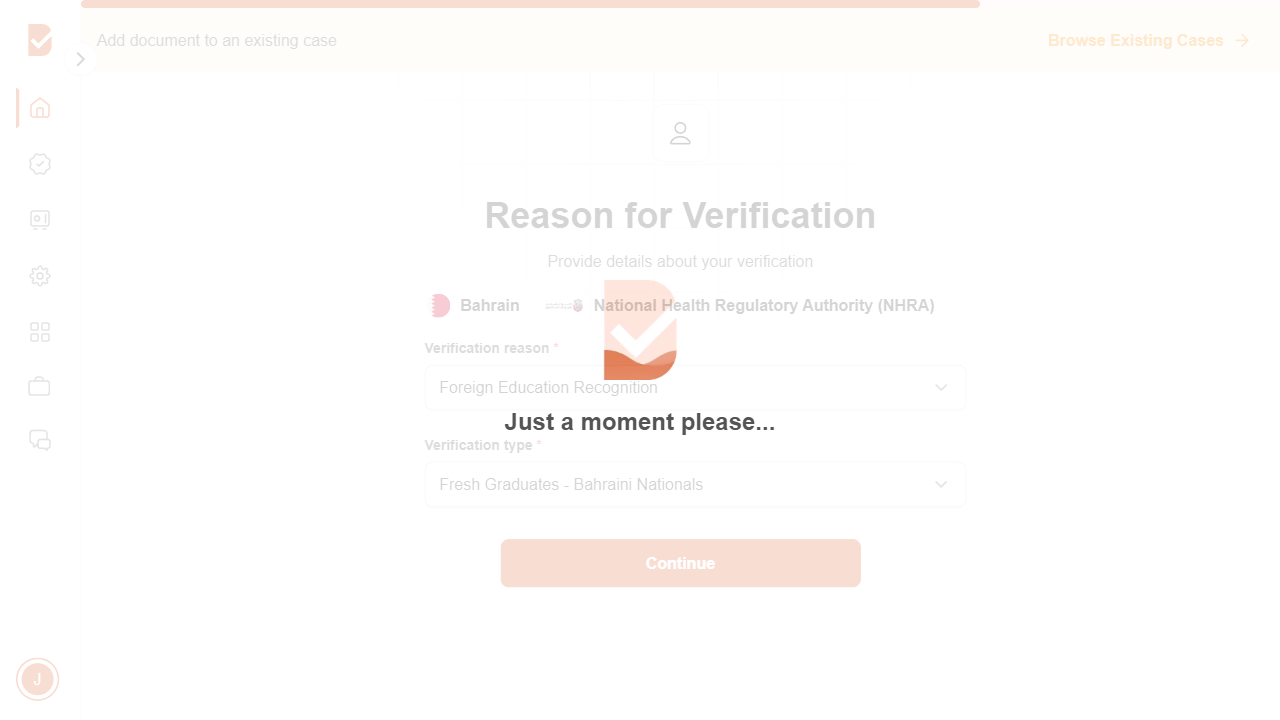 Add document to an existing case
Browse Existing Cases
Reason for Verification
Provide details about your verification
Bahrain
National Health Regulatory Authority (NHRA)
Verification reason *
Foreign Education Recognition
Just a moment please...
Verification type *
Fresh Graduates - Bahraini Nationals
Continue
J